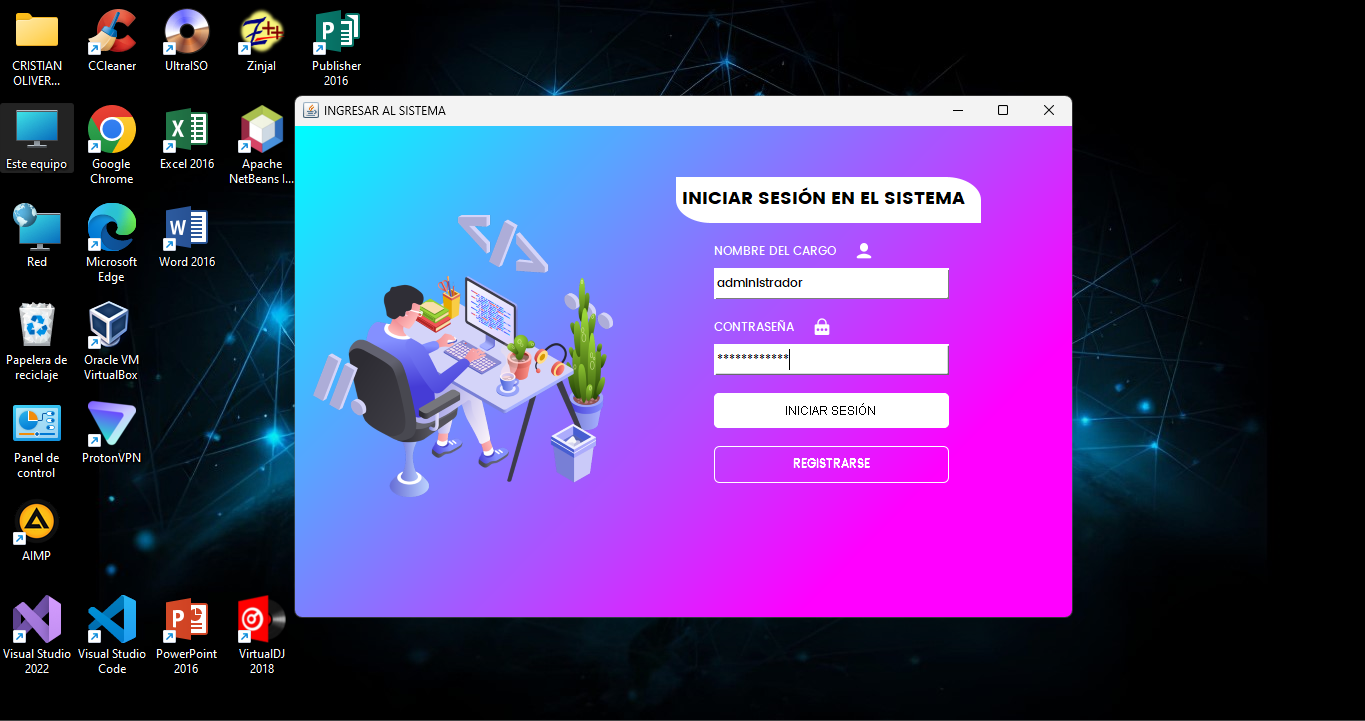 CRISTIAN
OLIVER...
CCleaner
UltraISO
Zinjal
Publisher
2016
Este equipo
Google
Chrome
Excel 2016
Apache
NetBeans I...
Red
Microsoft
Edge
Word 2016
Papelera de
reciclaje
Oracle VM
VirtualBox
Panel de
control
ProtonVPN
AIMP
Visual Studio
2022
Visual Studio
Code
PowerPoint
2016
VirtualDJ
2018
INGRESAR AL SISTEMA
INICIAR SESIÓN EN EL SISTEMA
NOMBRE DEL CARGO
administrador
CONTRASEÑA
************
INICIAR SESIÓN
REGISTRARSE